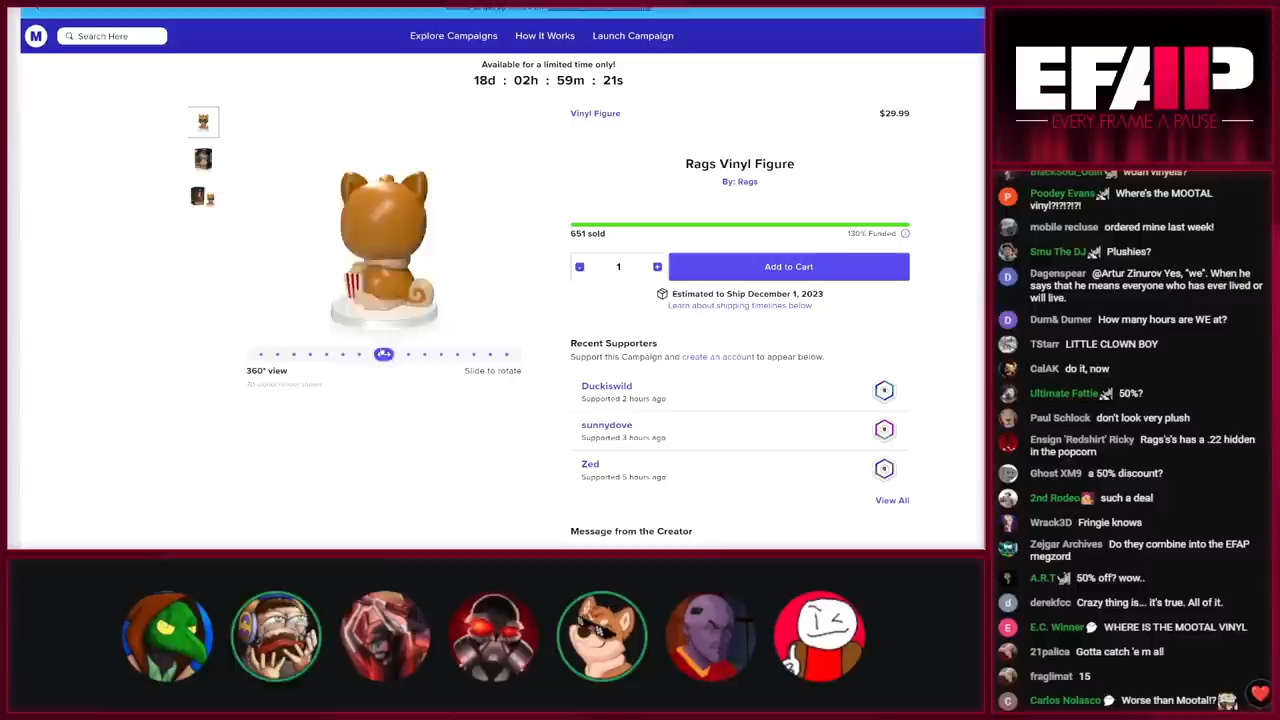 M
Search Here
Explore Campaigns
How It Works
Launch Campaign
Available for a limited time only!
18d : 02h : 59m : 21s
Vinyl Figure
$29.99
Rags Vinyl Figure
By: Rags
651 sold
130% Funded
- 1 +
Add to Cart
Estimated to Ship December 1, 2023
Learn about shipping timelines below
360° view
Slide to rotate
3D digital render shown
Recent Supporters
Support this Campaign and create an account to appear below.
Duckiswild
Supported 2 hours ago
sunnydove
Supported 3 hours ago
Zed
Supported 5 hours ago
View All
Message from the Creator
EFAP
EVERY FRAME A PAUSE
Poodey Evans Where's the MOOTAL
vinyl?!?!?!?!
mobile recluse ordered mine last week!
Smu The DJ Plushies?
Dagenspear @Artur Zinurov Yes, "we". When he
says that he means everyone who has ever lived or
will live.
Dum& Dumer How many hours are WE at?
TStarr LITTLE CLOWN BOY
CalAK do it, now
Ultimate Fattie 50%?
Paul Schlock don't look very plush
Ensign 'Redshirt' Ricky Rags's has a .22 hidden
in the popcorn
Ghost XM9 a 50% discount?
2nd Rodeo such a deal
Wrack3D Fringie knows
Zejgar Archives Do they combine into the EFAP
megzord
A.R.T 50% off? wow..
derekfcc Crazy thing is... it's true. All of it.
E.C. Winner WHERE IS THE MOOTAL VINYL
21palica Gotta catch 'e m all
fraglimat 15
Carlos Nolasco Worse than Mootal!?